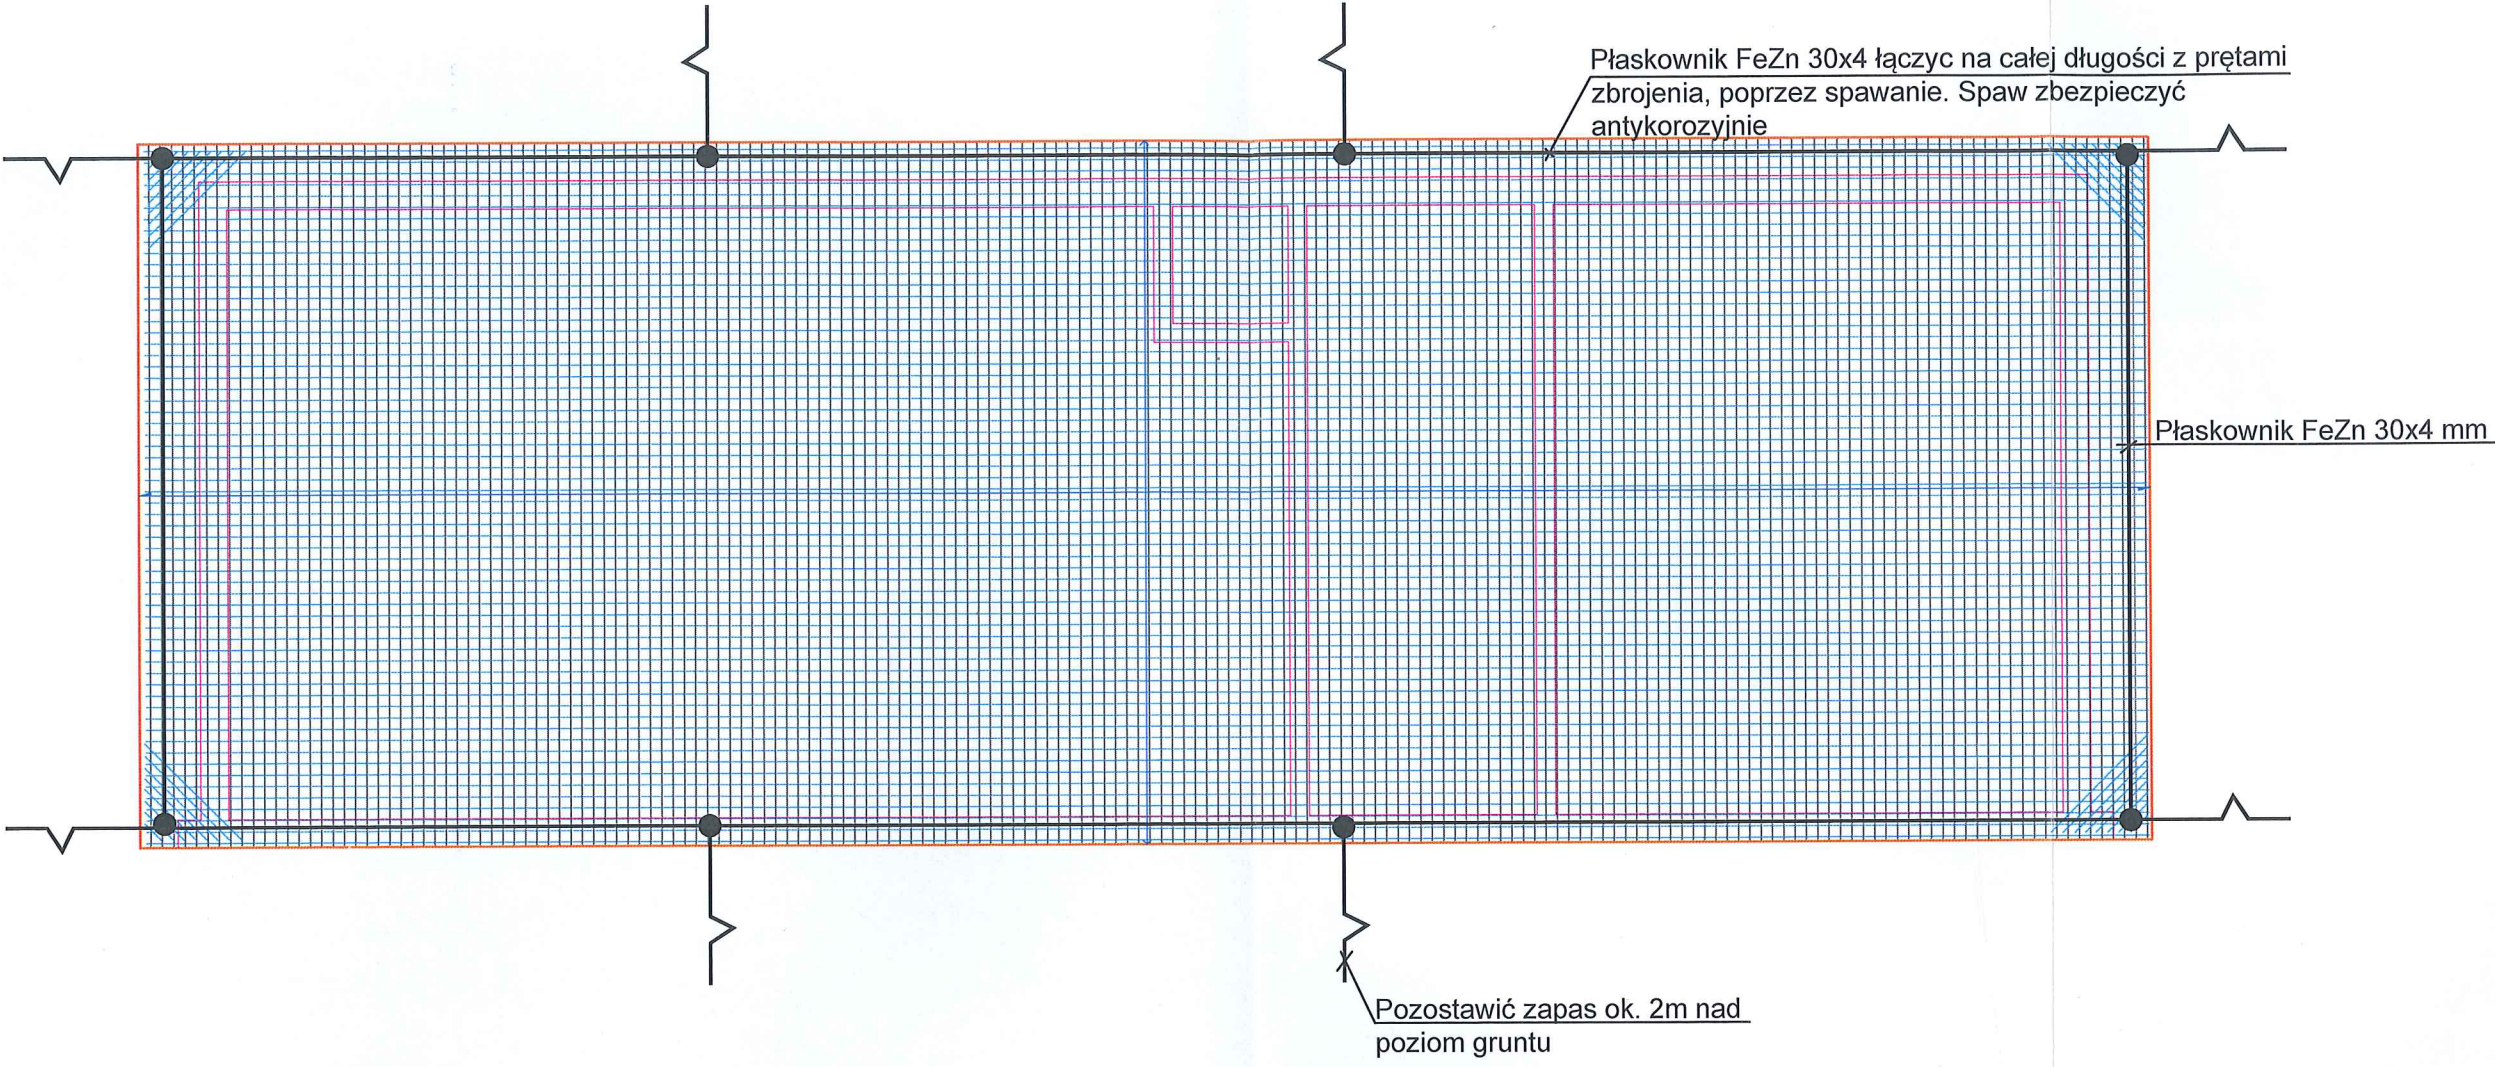 Płaskownik FeZn 30x4 łączyc na całej długości z prętami
zbrojenia, poprzez spawanie. Spaw zbezpieczyć
antykorozyjnie
Płaskownik FeZn 30x4 mm
Pozostawić zapas ok. 2m nad
poziom gruntu